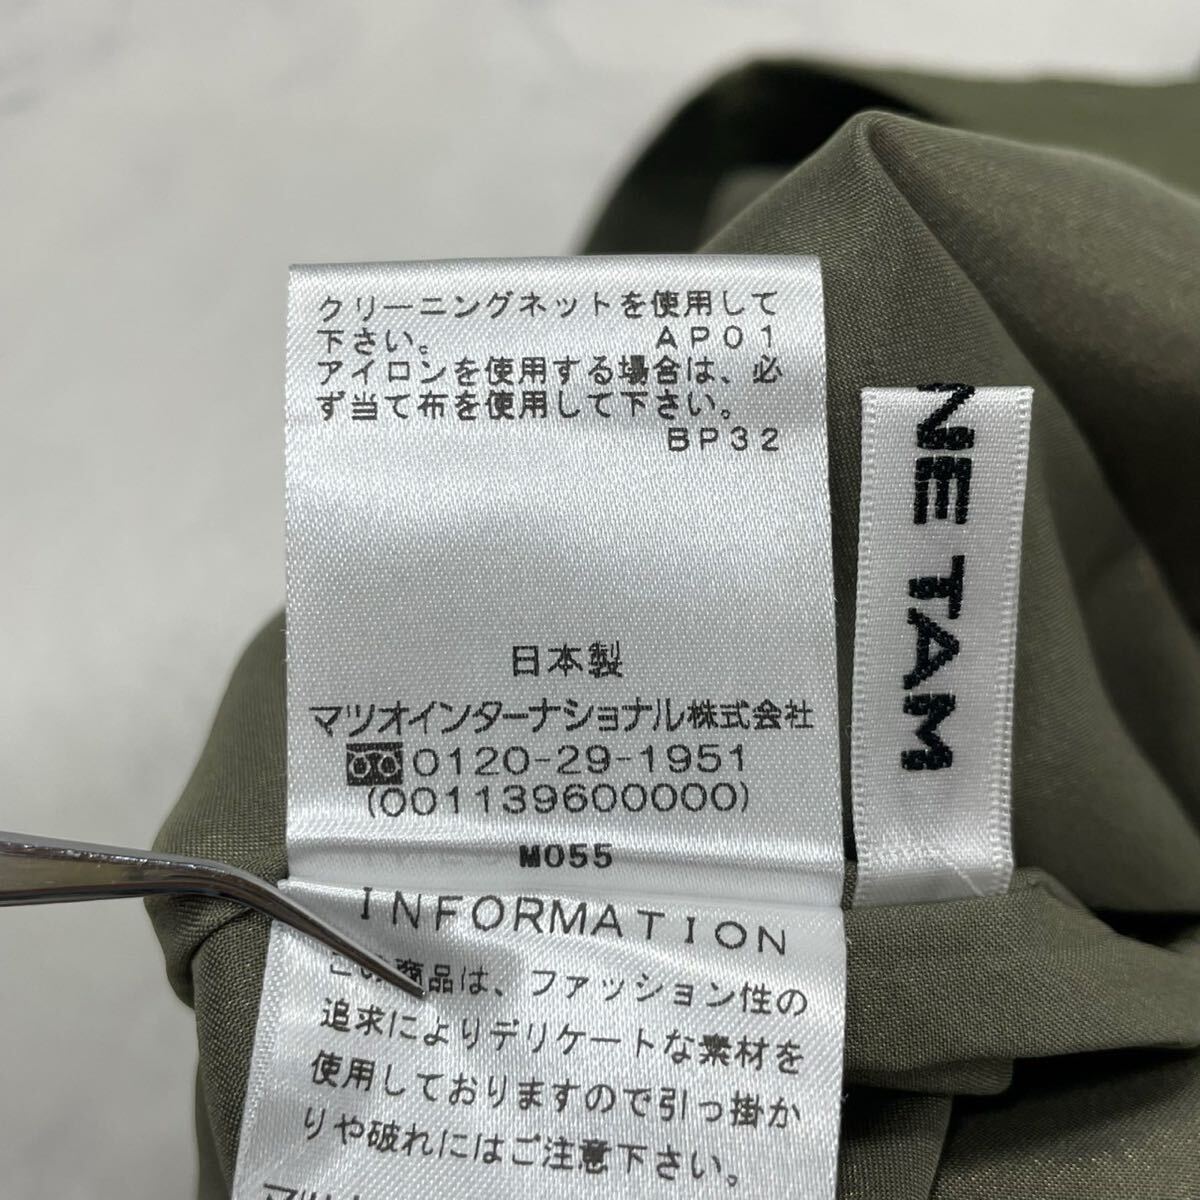 クリーニングネットを使用して
下さい。 AP01
アイロンを使用する場合は、必
ず当て布を使用して下さい。
BP32
日本製
マツオインターナショナル株式会社
0120-29-1951
(001139600000)
M055
INFORMATION
この商品は、ファッション性の
追求によりデリケートな素材を
使用しておりますので引っ掛か
りや破れにはご注意下さい。
NE TAM